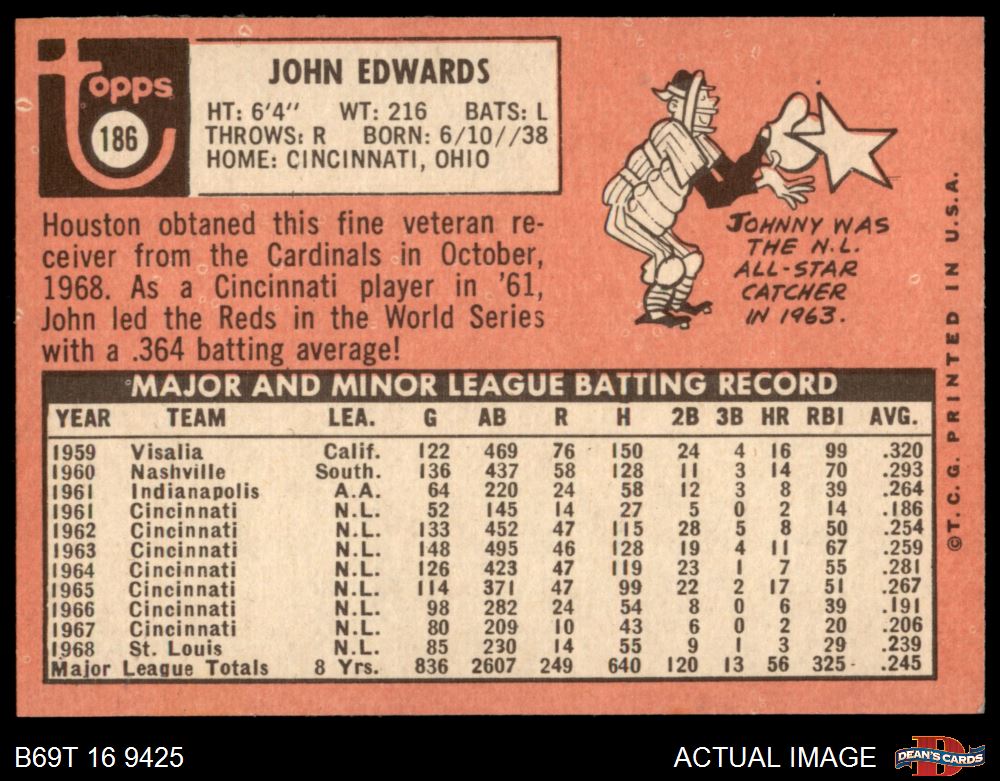 topps
186
JOHN EDWARDS
HT: 6'4" WT: 216 BATS: L
THROWS: R BORN: 6/10//38
HOME: CINCINNATI, OHIO
Houston obtaned this fine veteran re-
ceiver from the Cardinals in October,
1968. As a Cincinnati player in '61,
John led the Reds in the World Series
with a .364 batting average!
JOHNNY WAS
THE N.L.
ALL-STAR
CATCHER
IN 1963.
MAJOR AND MINOR LEAGUE BATTING RECORD
YEAR TEAM LEA. G AB R H 2B 3B HR RBI AVG.
1959 Visalia Calif. 122 469 76 150 24 4 16 99 .320
1960 Nashville South. 136 437 58 128 11 3 14 70 .293
1961 Indianapolis A.A. 64 220 24 58 12 3 8 39 .264
1961 Cincinnati N.L. 52 145 14 27 5 0 2 14 .186
1962 Cincinnati N.L. 133 452 47 115 28 5 8 50 .254
1963 Cincinnati N.L. 148 495 46 128 19 4 11 67 .259
1964 Cincinnati N.L. 126 423 47 119 23 1 7 55 .281
1965 Cincinnati N.L. 114 371 47 99 22 2 17 51 .267
1966 Cincinnati N.L. 98 282 24 54 8 0 6 39 .191
1967 Cincinnati N.L. 80 209 10 43 6 0 2 20 .206
1968 St. Louis N.L. 85 230 14 55 9 1 3 29 .239
Major League Totals 8 Yrs. 836 2607 249 640 120 13 56 325 .245
©T.C.G. PRINTED IN U.S.A.
B69T 16 9425
ACTUAL IMAGE
D
DEAN'S CARDS